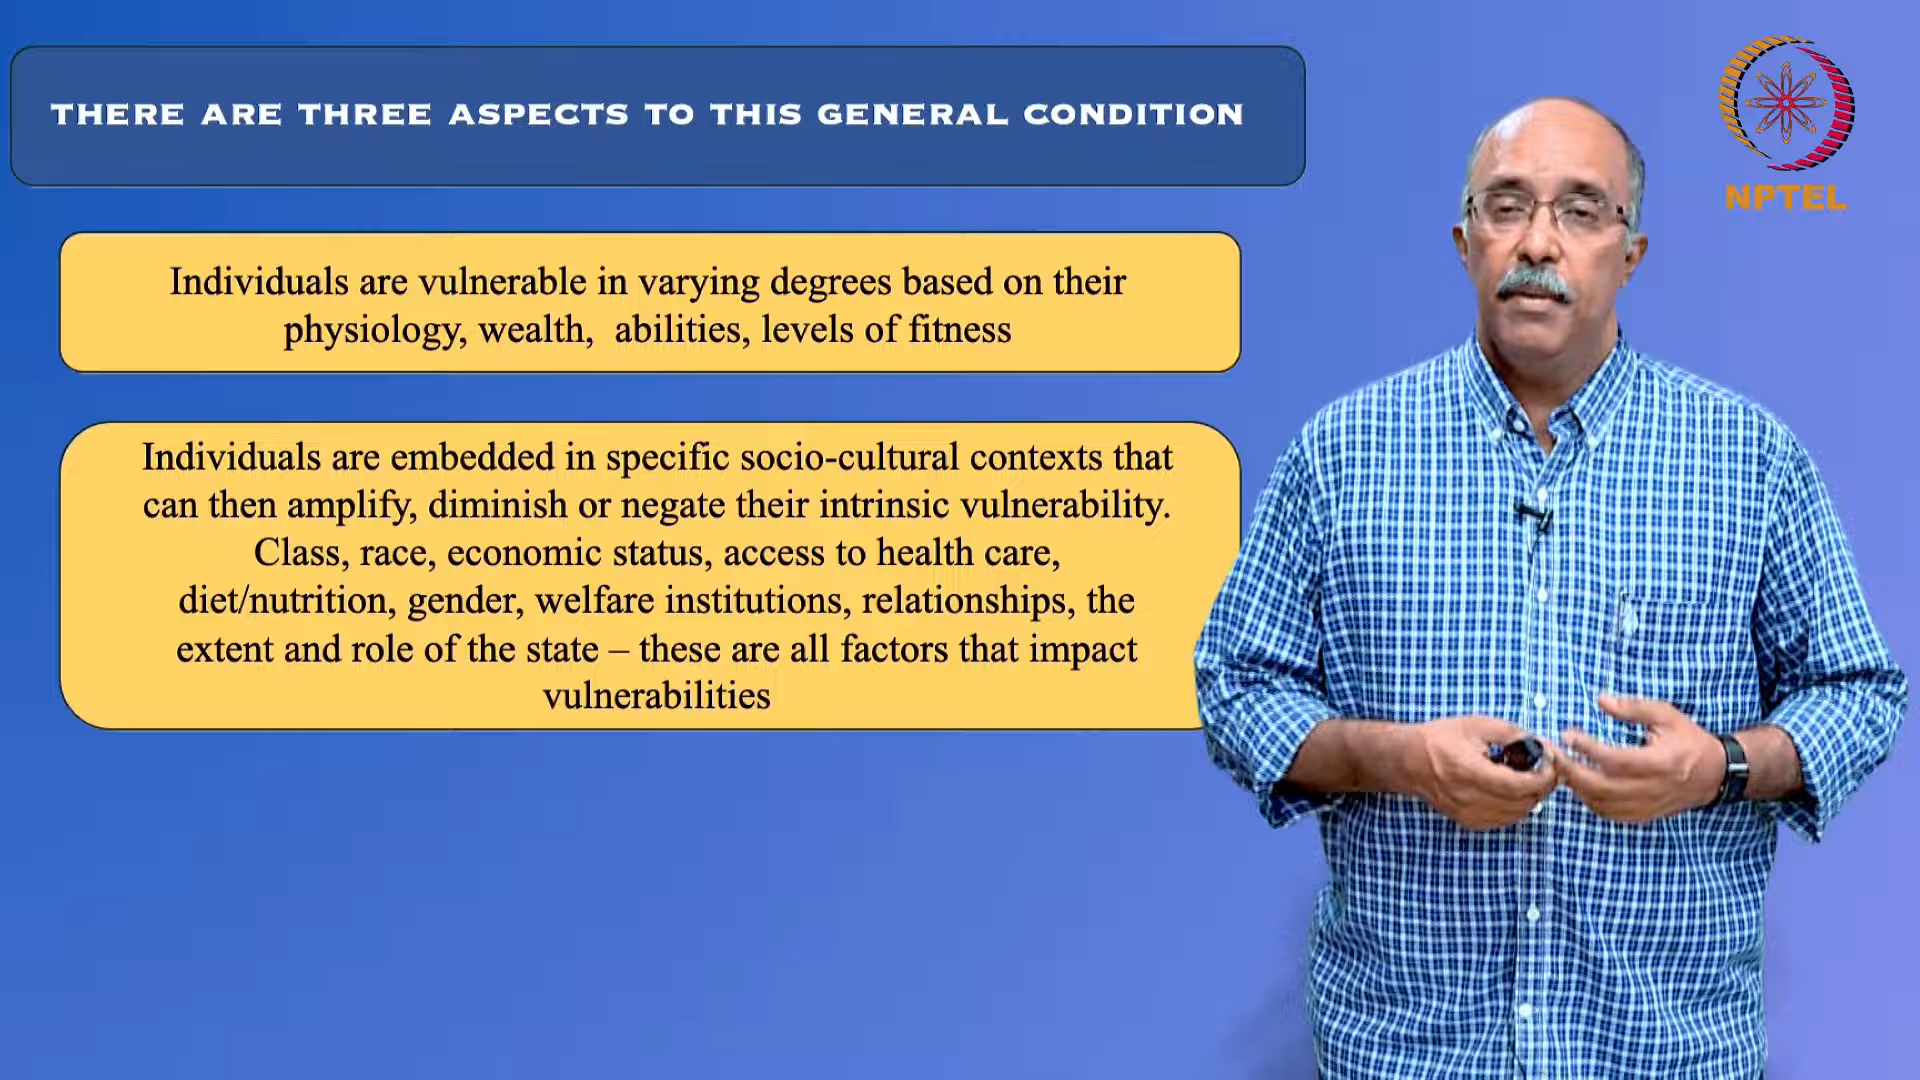 THERE ARE THREE ASPECTS TO THIS GENERAL CONDITION
NPTEL
Individuals are vulnerable in varying degrees based on their
physiology, wealth, abilities, levels of fitness
Individuals are embedded in specific socio-cultural contexts that
can then amplify, diminish or negate their intrinsic vulnerability.
Class, race, economic status, access to health care,
diet/nutrition, gender, welfare institutions, relationships, the
extent and role of the state – these are all factors that impact
vulnerabilities